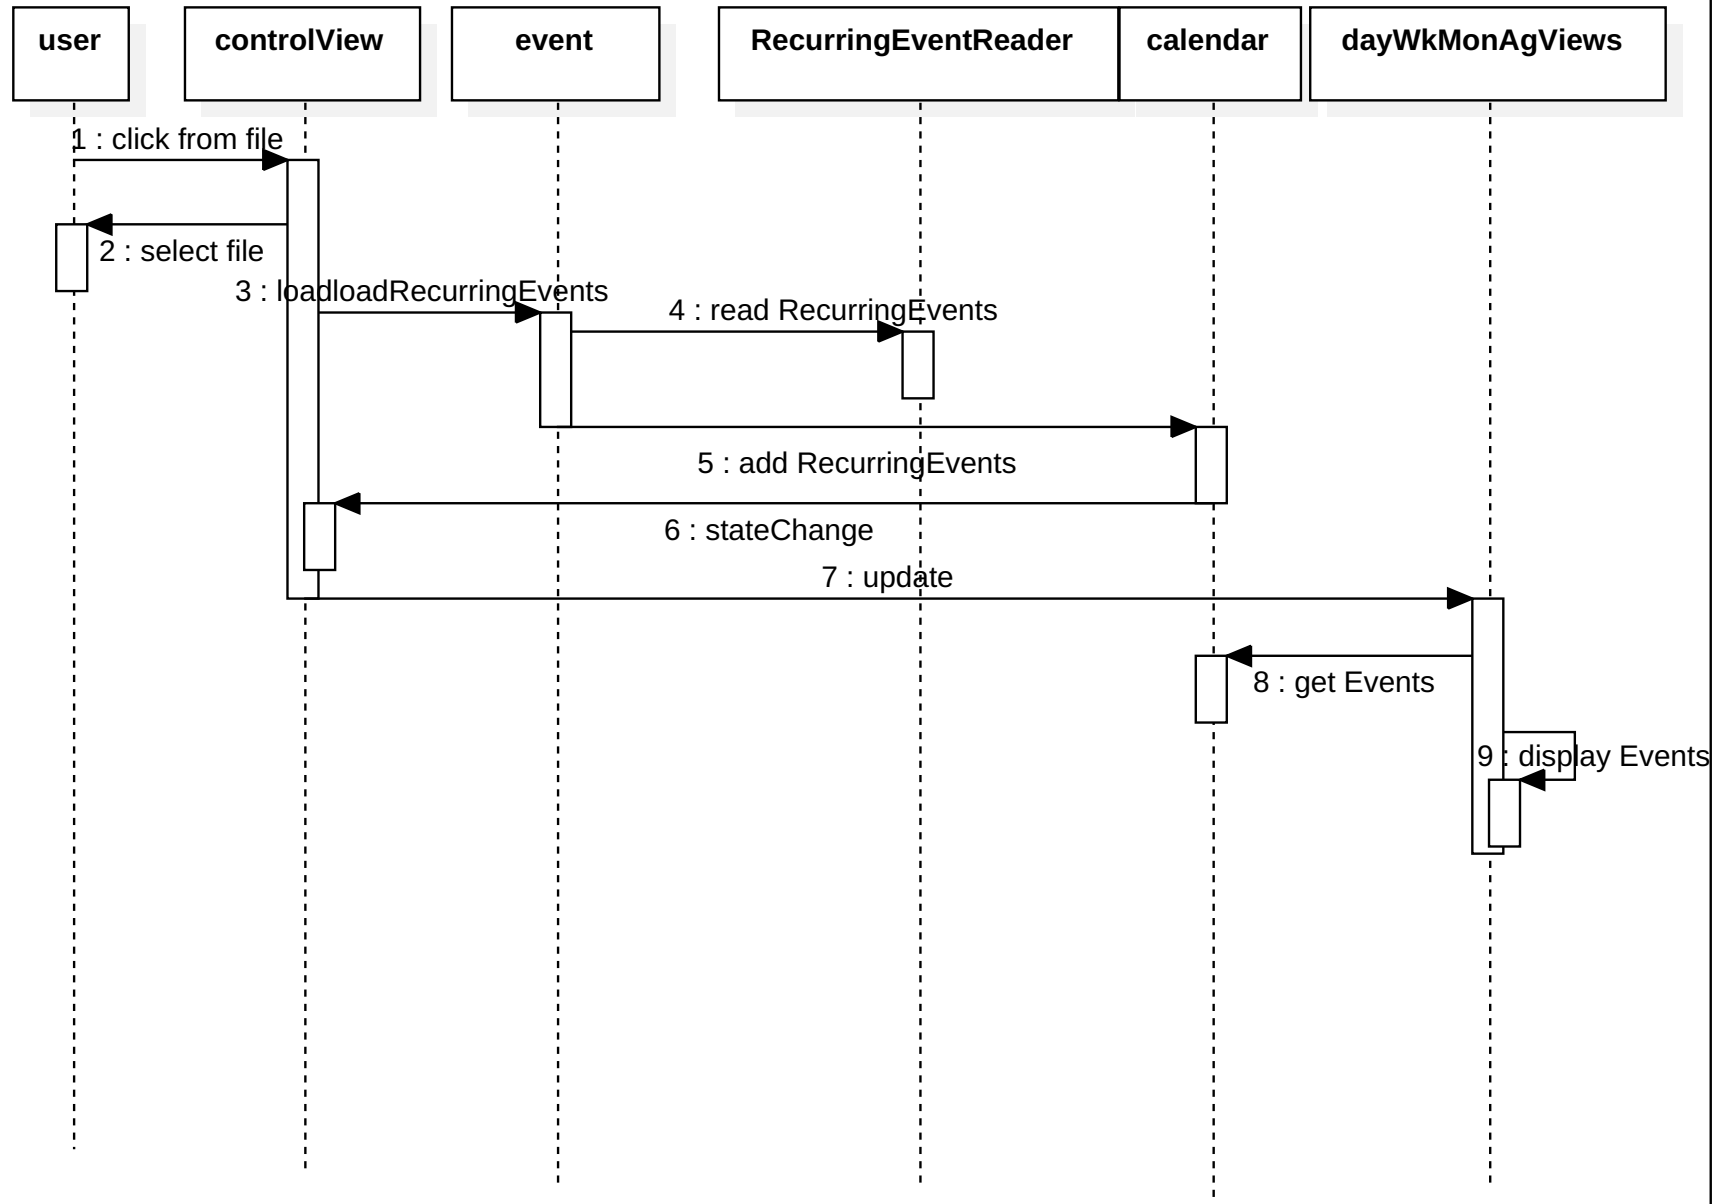 user
controlView
event
RecurringEventReader
calendar
dayWkMonAgViews
1 : click from file
2 : select file
3 : loadloadRecurringEvents
4 : read RecurringEvents
5 : add RecurringEvents
6 : stateChange
7 : update
8 : get Events
9 : display Events